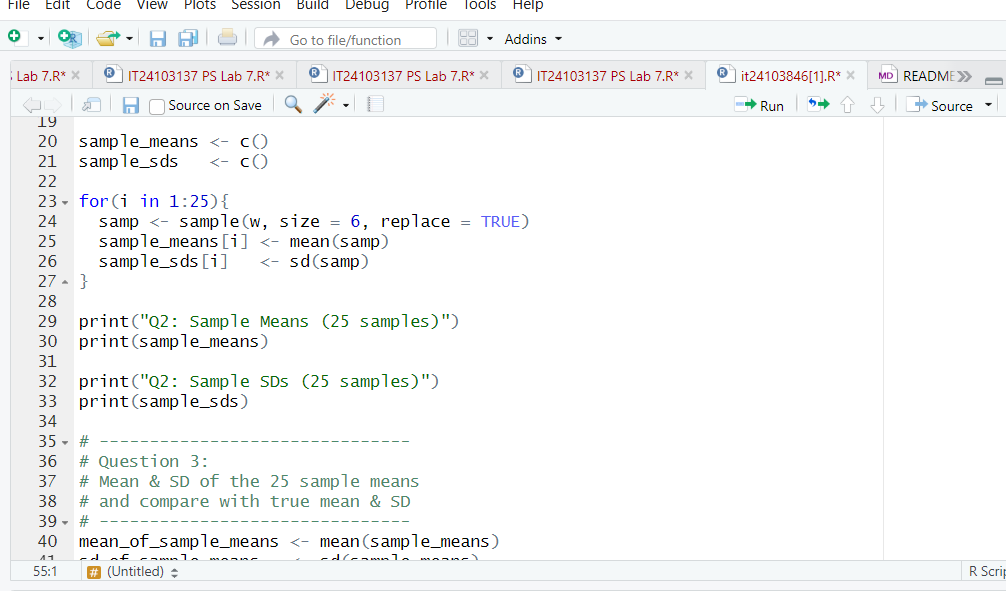 File Edit Code View Plots Session Build Debug Profile Tools Help
Go to file/function Addins
Lab 7.R* IT24103137 PS Lab 7.R* IT24103137 PS Lab 7.R* IT24103137 PS Lab 7.R* it24103846[1].R* MD README
Source on Save Run Source
19
20 sample_means <- c()
21 sample_sds   <- c()
22
23 for(i in 1:25){
24   samp <- sample(w, size = 6, replace = TRUE)
25   sample_means[i] <- mean(samp)
26   sample_sds[i]   <- sd(samp)
27 }
28
29 print("Q2: Sample Means (25 samples)")
30 print(sample_means)
31
32 print("Q2: Sample SDs (25 samples)")
33 print(sample_sds)
34
35 # -------------------------------
36 # Question 3:
37 # Mean & SD of the 25 sample means
38 # and compare with true mean & SD
39 # -------------------------------
40 mean_of_sample_means <- mean(sample_means)
41 sd_of_sample_means   <- sd(sample_means)
55:1 # (Untitled) R Scrip